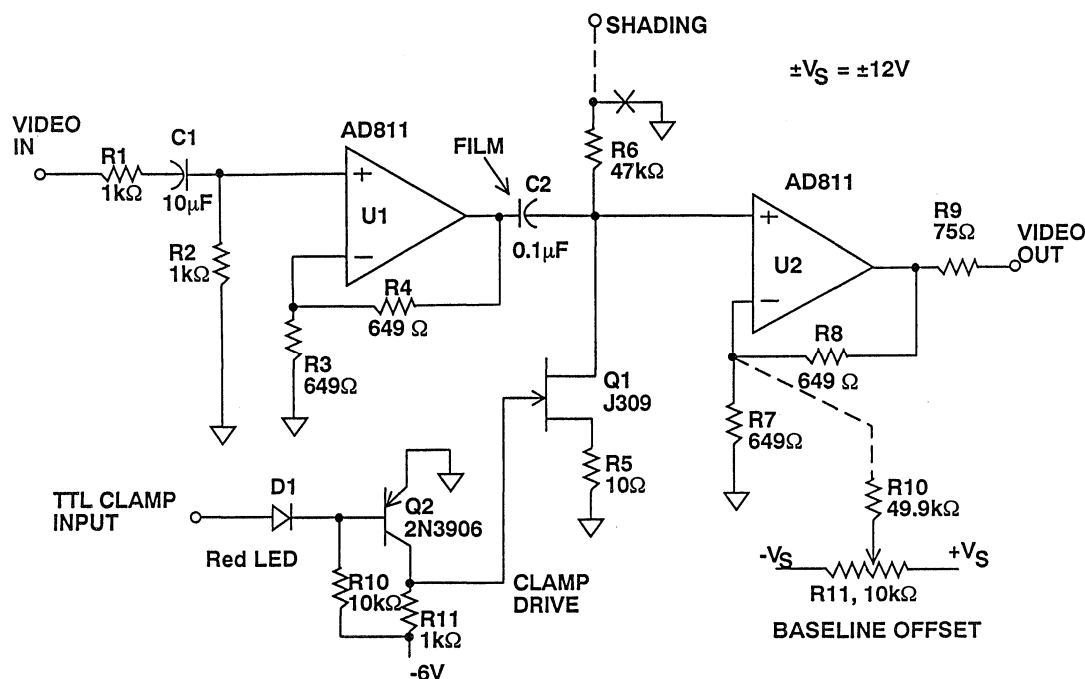 SHADING
±VS = ±12V
VIDEO
IN
R1
1kΩ
C1
10µF
R2
1kΩ
AD811
+
U1
−
R4
649 Ω
R3
649Ω
FILM
C2
0.1µF
R6
47kΩ
AD811
+
U2
−
R9
75Ω
VIDEO
OUT
R8
649 Ω
R7
649Ω
Q1
J309
R5
10Ω
R10
49.9kΩ
-VS
+VS
R11, 10kΩ
BASELINE OFFSET
TTL CLAMP
INPUT
D1
Red LED
Q2
2N3906
R10
10kΩ
R11
1kΩ
-6V
CLAMP
DRIVE